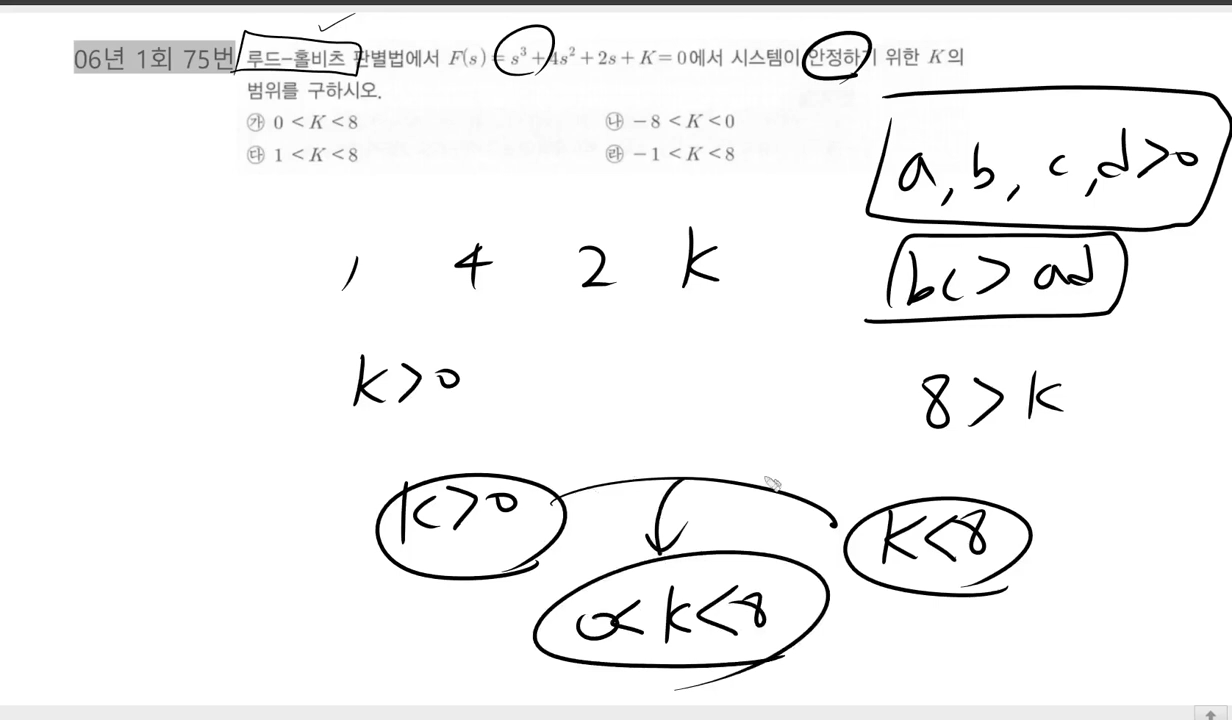 06년 1회 75번 루드-홀비츠 판별법에서 F(s) = s³ + 4s² + 2s + K = 0에서 시스템이 안정하기 위한 K의
범위를 구하시오.
㉮ 0 < K < 8 ㉯ -8 < K < 0
㉰ 1 < K < 8 ㉱ -1 < K < 8
a, b, c, d > 0
1 4 2 K
bc > ad
K > 0
8 > K
K > 0
K < 8
0 < K < 8